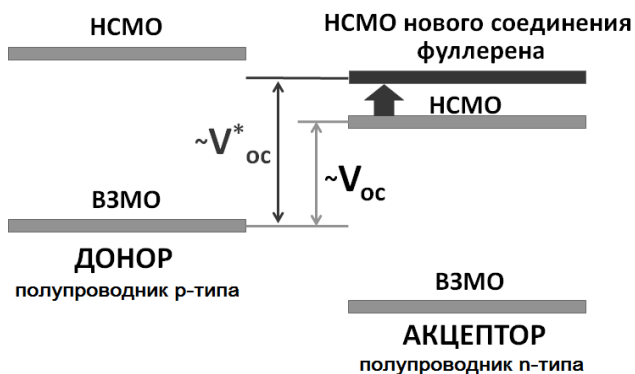 НСМО
НСМО нового соединения
фуллерена
НСМО
~V*oc
~Voc
ВЗМО
ДОНОР
полупроводник p-типа
ВЗМО
АКЦЕПТОР
полупроводник n-типа